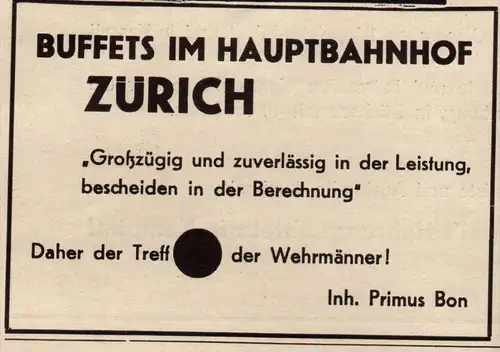 BUFFETS IM HAUPTBAHNHOF
ZÜRICH
„Großzügig und zuverlässig in der Leistung,
bescheiden in der Berechnung"
Daher der Treff ● der Wehrmänner!
Inh. Primus Bon